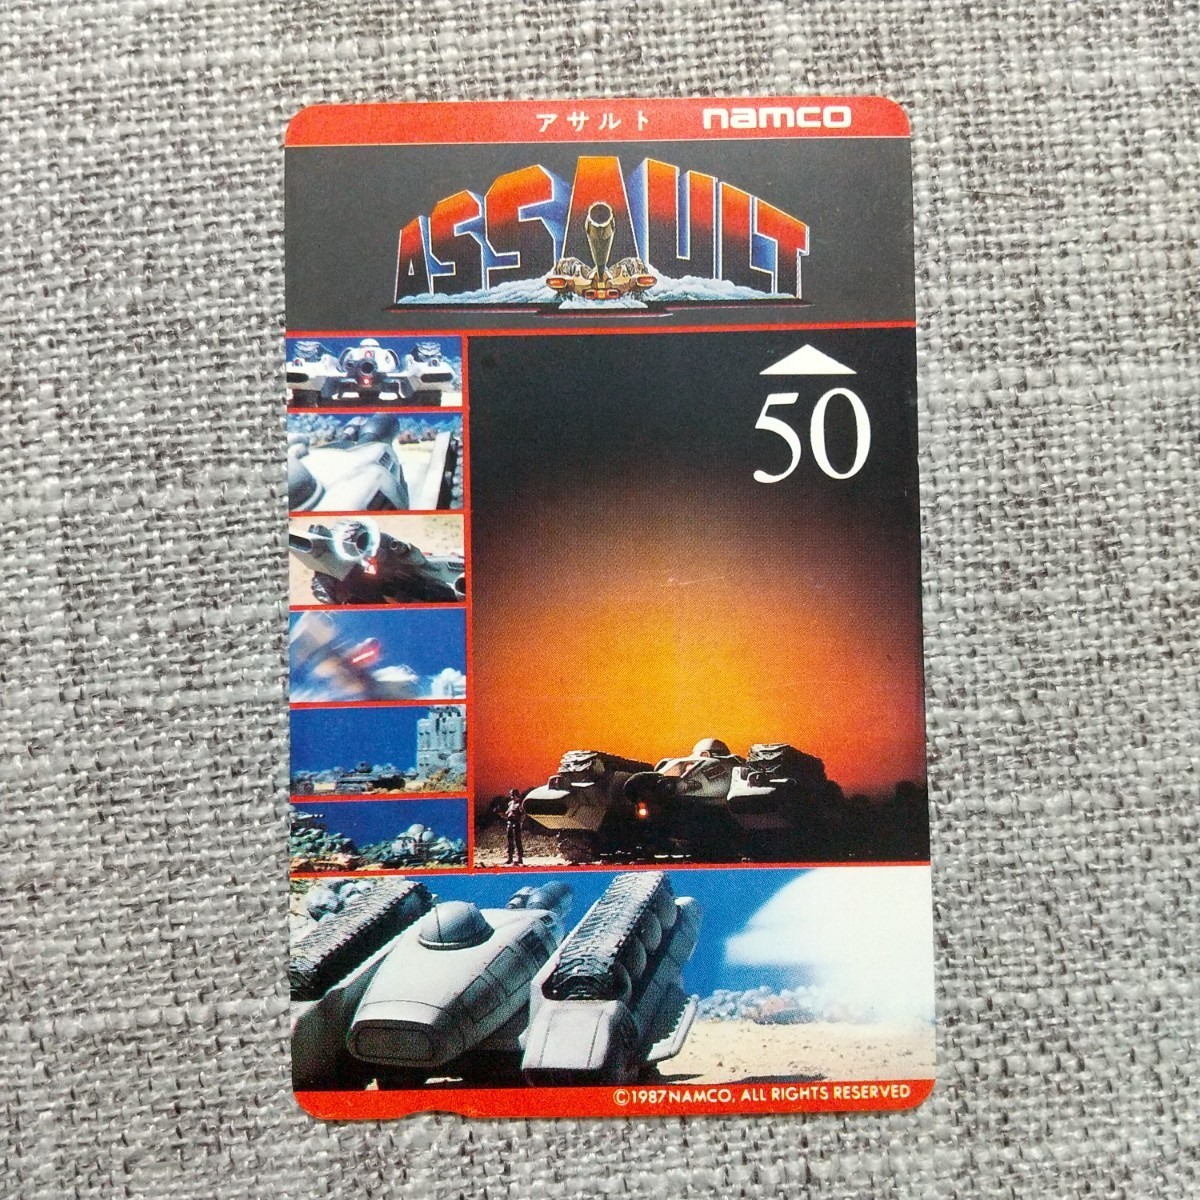 アサルト namco
ASSAULT
50
©1987 NAMCO, ALL RIGHTS RESERVED